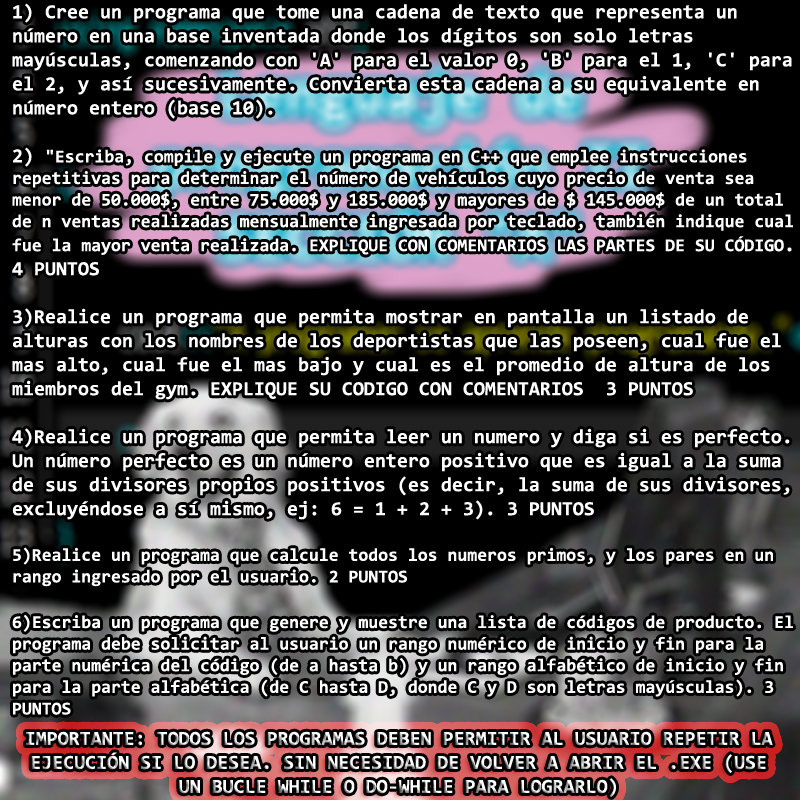 1) Cree un programa que tome una cadena de texto que representa un
número en una base inventada donde los dígitos son solo letras
mayúsculas, comenzando con 'A' para el valor 0, 'B' para el 1, 'C' para
el 2, y así sucesivamente. Convierta esta cadena a su equivalente en
número entero (base 10).
2) "Escriba, compile y ejecute un programa en C++ que emplee instrucciones
repetitivas para determinar el número de vehículos cuyo precio de venta sea
menor de 50.000$, entre 75.000$ y 185.000$ y mayores de $ 145.000$ de un total
de n ventas realizadas mensualmente ingresada por teclado, también indique cual
fue la mayor venta realizada. EXPLIQUE CON COMENTARIOS LAS PARTES DE SU CÓDIGO.
4 PUNTOS
3)Realice un programa que permita mostrar en pantalla un listado de
alturas con los nombres de los deportistas que las poseen, cual fue el
mas alto, cual fue el mas bajo y cual es el promedio de altura de los
miembros del gym. EXPLIQUE SU CODIGO CON COMENTARIOS 3 PUNTOS
4)Realice un programa que permita leer un numero y diga si es perfecto.
Un número perfecto es un número entero positivo que es igual a la suma
de sus divisores propios positivos (es decir, la suma de sus divisores,
excluyéndose a sí mismo, ej: 6 = 1 + 2 + 3). 3 PUNTOS
5)Realice un programa que calcule todos los numeros primos, y los pares en un
rango ingresado por el usuario. 2 PUNTOS
6)Escriba un programa que genere y muestre una lista de códigos de producto. El
programa debe solicitar al usuario un rango numérico de inicio y fin para la
parte numérica del código (de a hasta b) y un rango alfabético de inicio y fin
para la parte alfabética (de C hasta D, donde C y D son letras mayúsculas). 3
PUNTOS
IMPORTANTE: TODOS LOS PROGRAMAS DEBEN PERMITIR AL USUARIO REPETIR LA
EJECUCIÓN SI LO DESEA. SIN NECESIDAD DE VOLVER A ABRIR EL .EXE (USE
UN BUCLE WHILE O DO-WHILE PARA LOGRARLO)